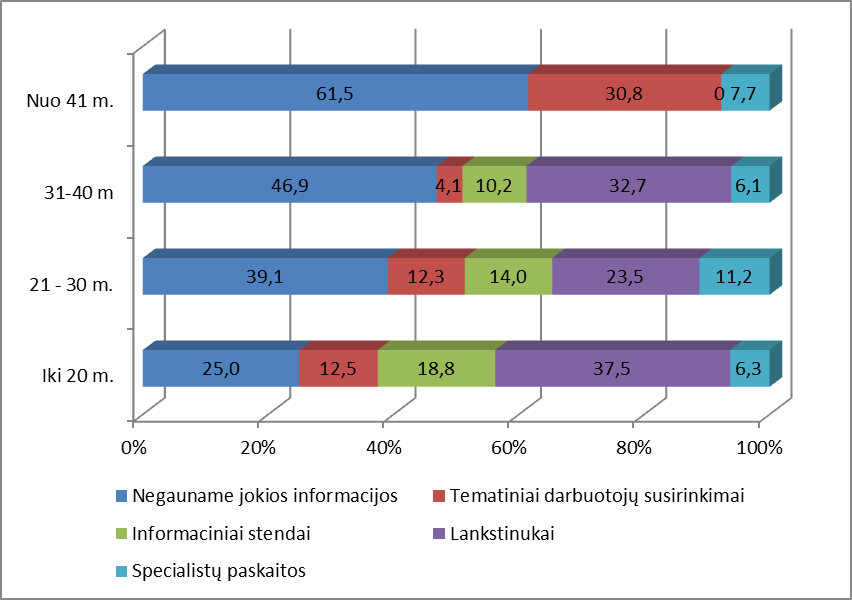 Nuo 41 m. 61,5 30,8 0 7,7
31-40 m 46,9 4,1 10,2 32,7 6,1
21 - 30 m. 39,1 12,3 14,0 23,5 11,2
Iki 20 m. 25,0 12,5 18,8 37,5 6,3
0% 20% 40% 60% 80% 100%
Negauname jokios informacijos Tematiniai darbuotojų susirinkimai
Informaciniai stendai Lankstinukai
Specialistų paskaitos